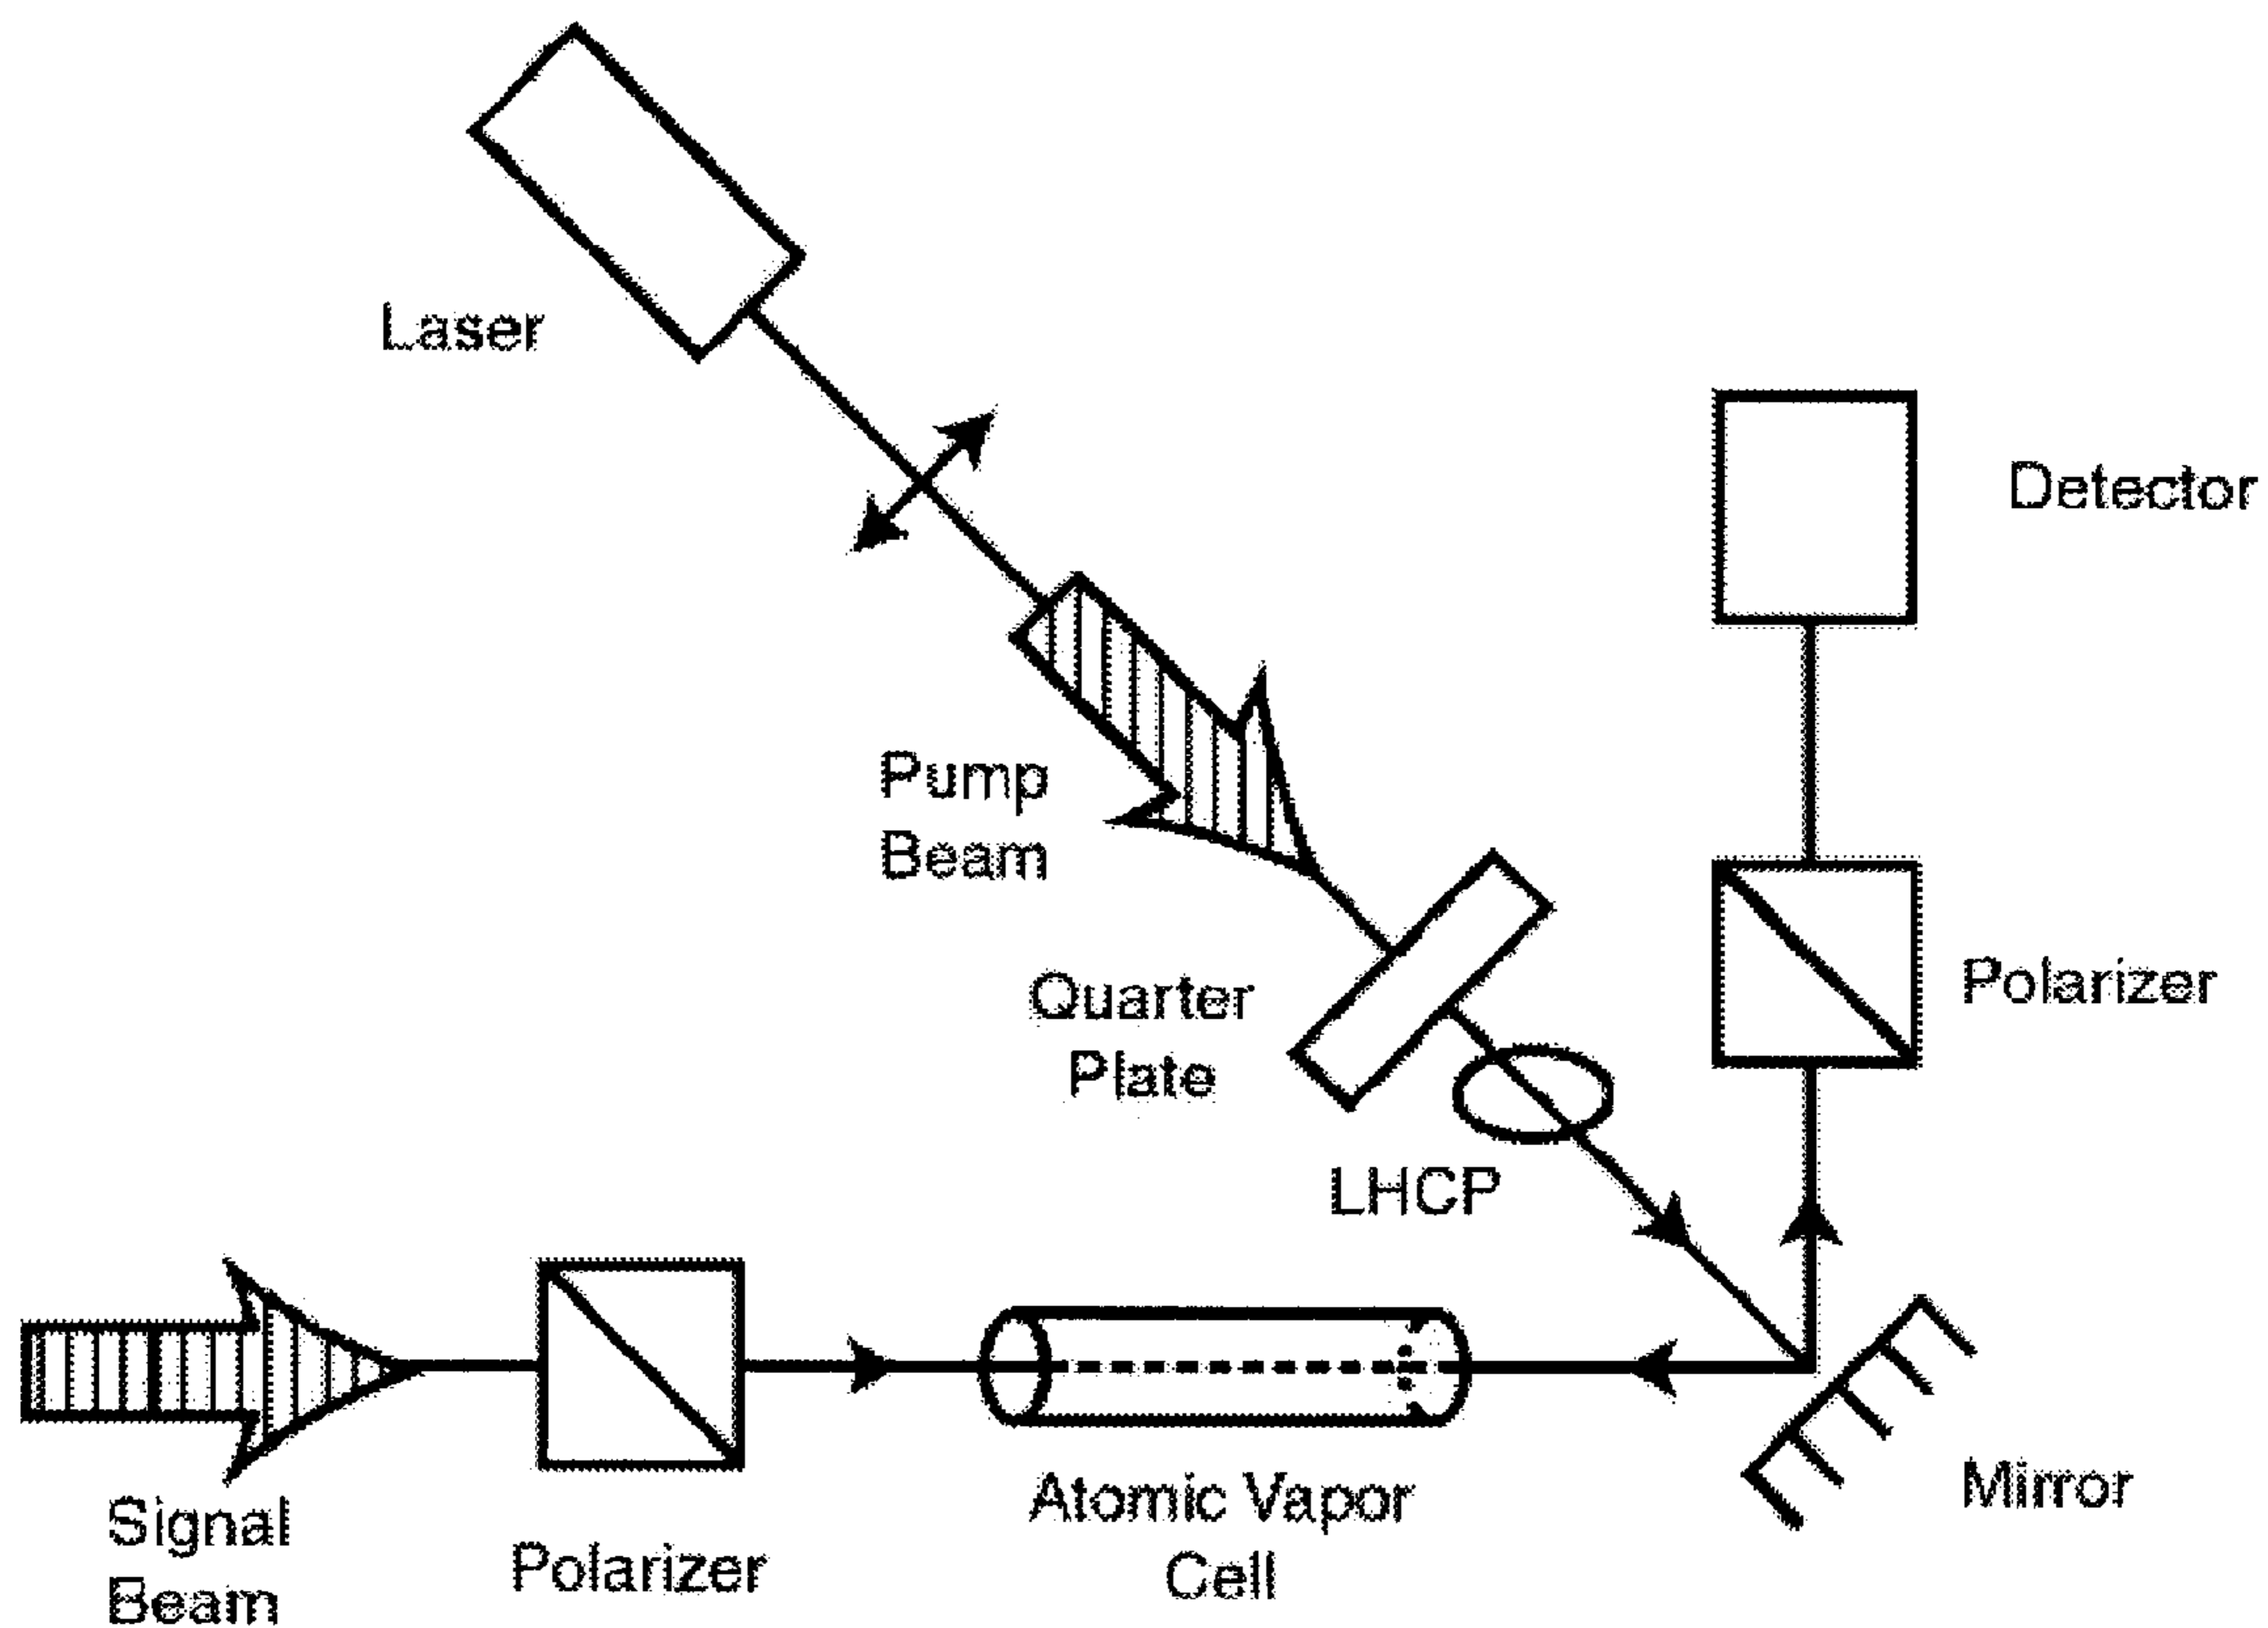 Laser
Detector
Pump
Beam
Polarizer
Quarter
Plate
LHCP
Mirror
Atomic Vapor
Cell
Signal
Beam
Polarizer